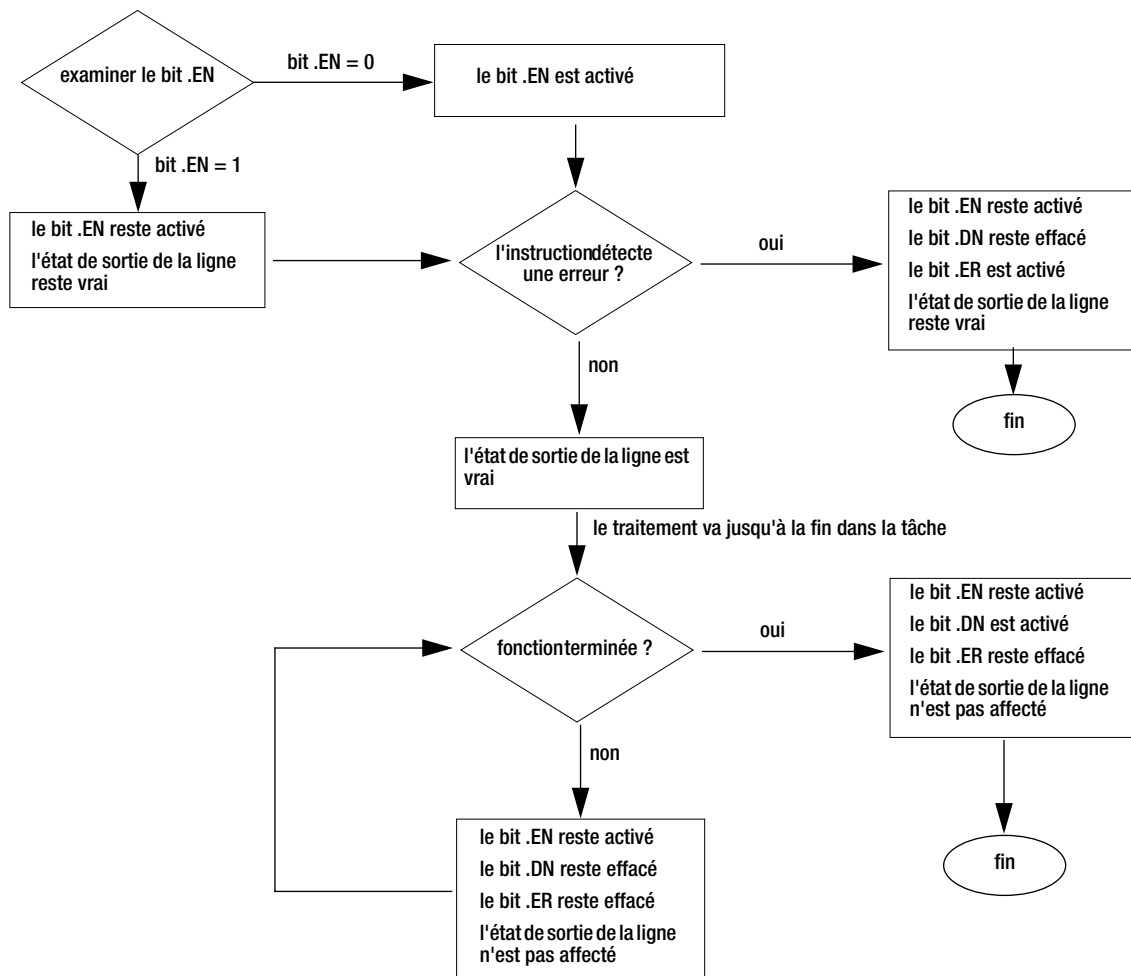 examiner le bit .EN
bit .EN = 0
le bit .EN est activé
bit .EN = 1
le bit .EN reste activé
l'état de sortie de la ligne
reste vrai
l'instructiondétecte
une erreur ?
oui
le bit .EN reste activé
le bit .DN reste effacé
le bit .ER est activé
l'état de sortie de la ligne
reste vrai
fin
non
l'état de sortie de la ligne est
vrai
le traitement va jusqu'à la fin dans la tâche
fonctionterminée ?
oui
le bit .EN reste activé
le bit .DN est activé
le bit .ER reste effacé
l'état de sortie de la ligne
n'est pas affecté
fin
non
le bit .EN reste activé
le bit .DN reste effacé
le bit .ER reste effacé
l'état de sortie de la ligne
n'est pas affecté